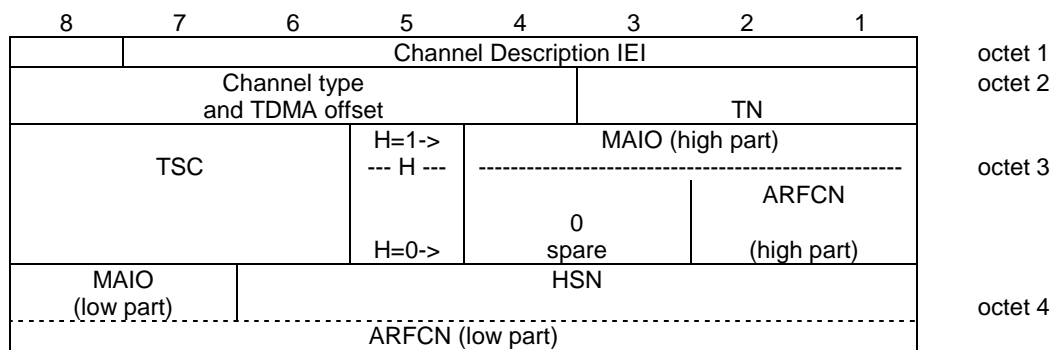 8 7 6 5 4 3 2 1
Channel Description IEI octet 1
Channel type octet 2
and TDMA offset TN
H=1-> MAIO (high part)
TSC --- H --- ---------------------------------------------------- octet 3
ARFCN
0
H=0-> spare (high part)
MAIO HSN
(low part) octet 4
ARFCN (low part)